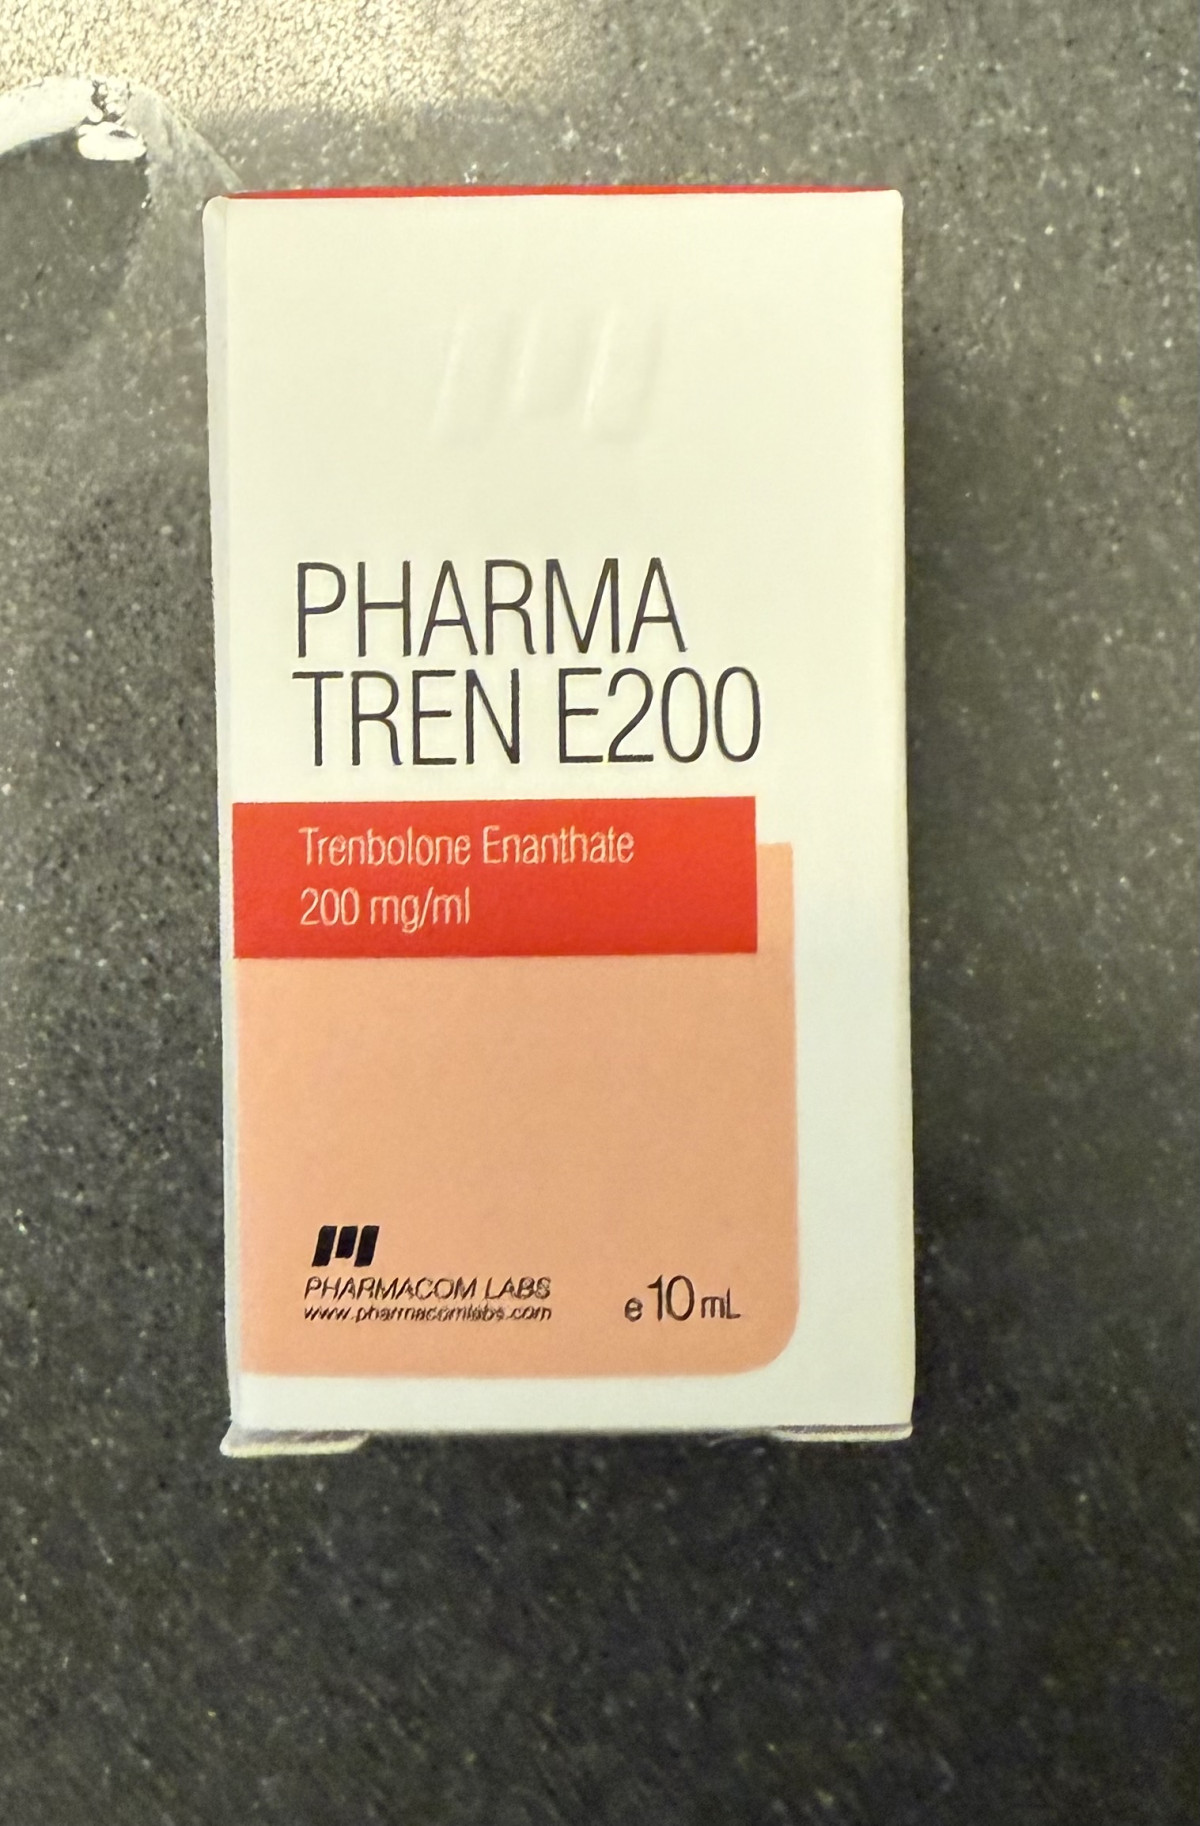 PHARMA
TREN E200
Trenbolone Enanthate
200 mg/ml
PHARMACOM LABS
www.pharmacomlabs.com
e 10 mL